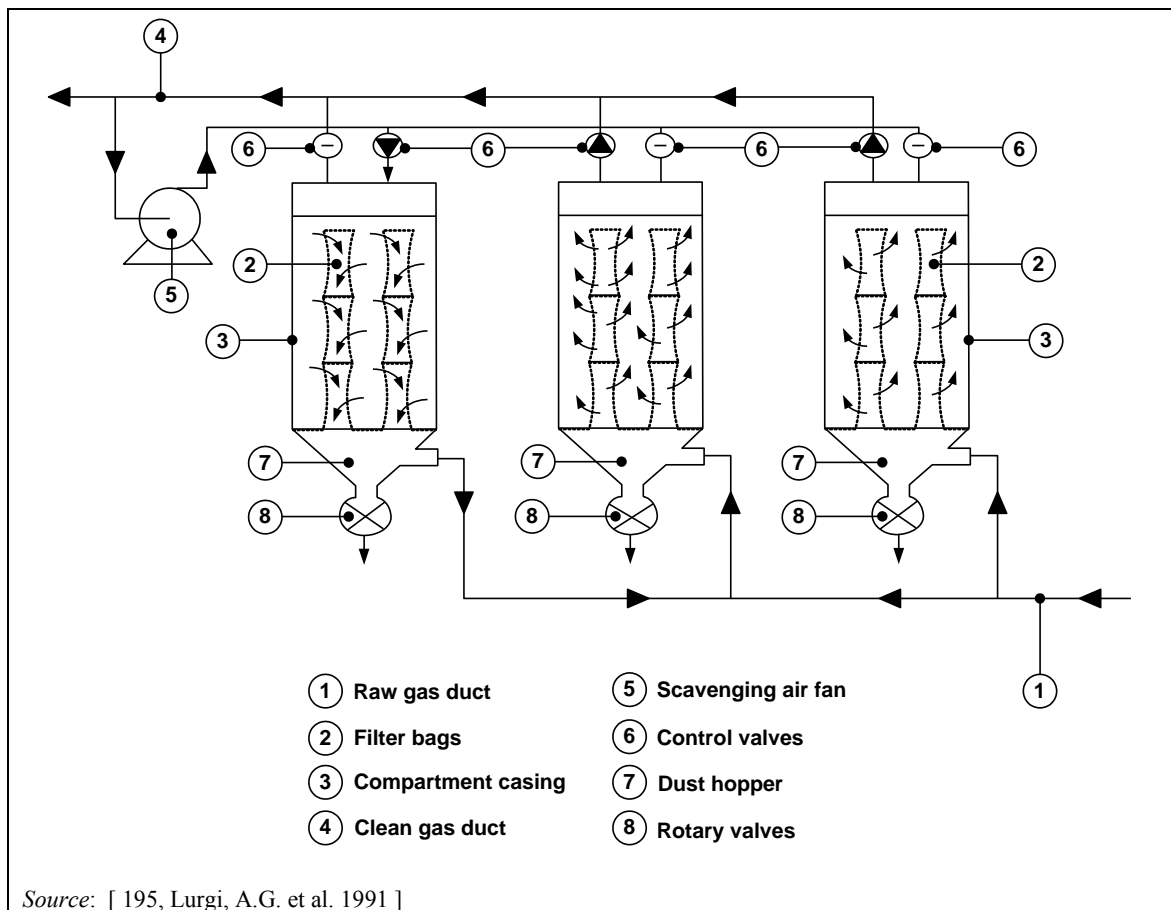 4
6
6
6
6
5
2
2
3
3
7
7
7
8
8
8
1
1 Raw gas duct
2 Filter bags
3 Compartment casing
4 Clean gas duct
5 Scavenging air fan
6 Control valves
7 Dust hopper
8 Rotary valves
Source: [ 195, Lurgi, A.G. et al. 1991 ]